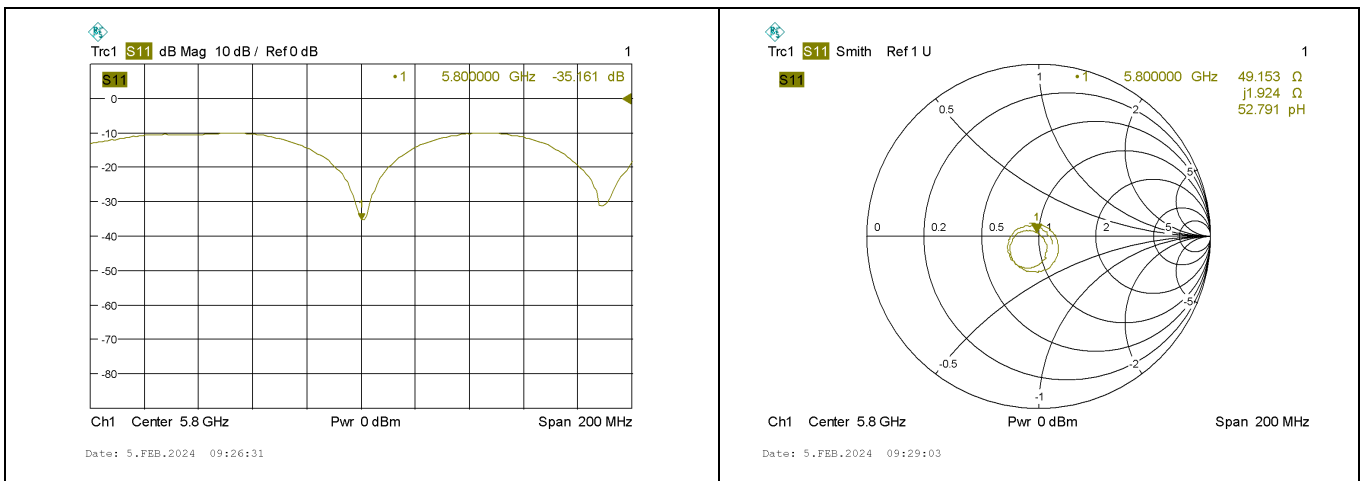 Trc1 S11 dB Mag 10 dB / Ref 0 dB 1
S11 •1 5.800000 GHz -35.161 dB
0
-10
-20
-30
-40
-50
-60
-70
-80
Ch1 Center 5.8 GHz Pwr 0 dBm Span 200 MHz
Date: 5.FEB.2024 09:26:31
Trc1 S11 Smith Ref 1 U 1
S11 1 •1 5.800000 GHz 49.153 Ω
j1.924 Ω
52.791 pH
0.5 2
5
1
0 0.2 0.5 1 2 5
-5
-0.5 -2
-1
Ch1 Center 5.8 GHz Pwr 0 dBm Span 200 MHz
Date: 5.FEB.2024 09:29:03